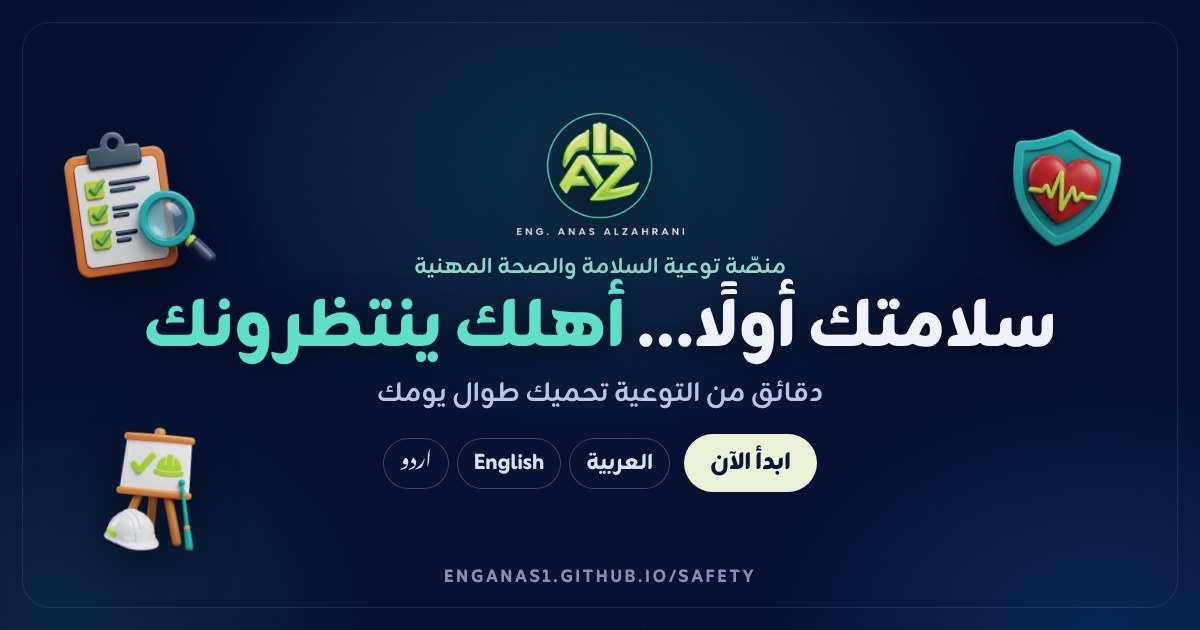 AZ
ENG. ANAS ALZAHRANI
منصّة توعية السلامة والصحة المهنية
سلامتك أولًا... أهلك ينتظرونك
دقائق من التوعية تحميك طوال يومك
ابدأ الآن العربية English اردو
ENGANAS1.GITHUB.IO/SAFETY